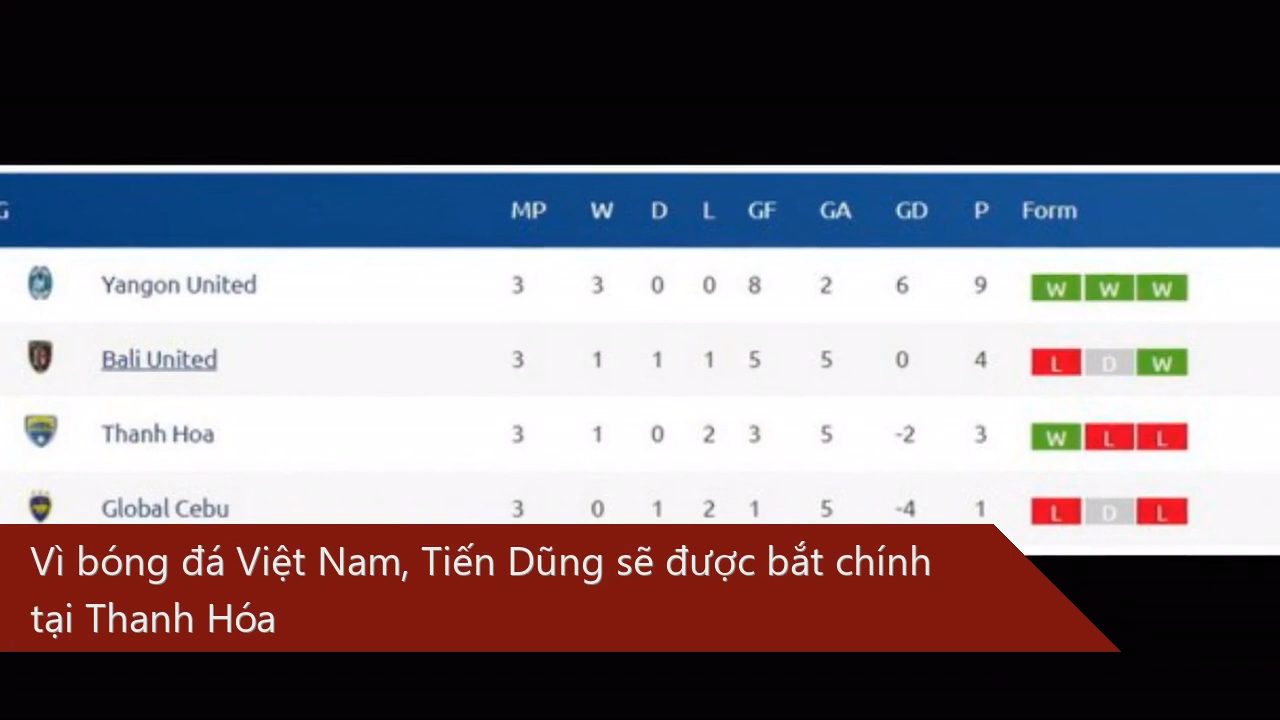 G MP W D L GF GA GD P Form
Yangon United 3 3 0 0 8 2 6 9 W W W
Bali United 3 1 1 1 5 5 0 4 L D W
Thanh Hoa 3 1 0 2 3 5 -2 3 W L L
Global Cebu 3 0 1 2 1 5 -4 1 L D L
Vì bóng đá Việt Nam, Tiến Dũng sẽ được bắt chính
tại Thanh Hóa